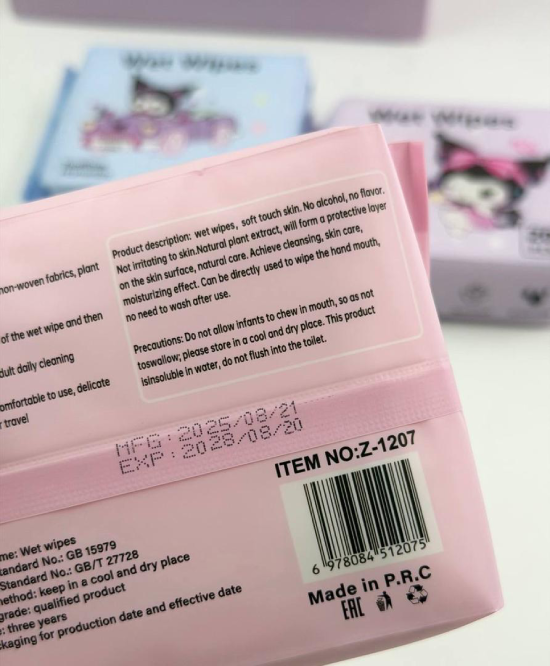 Wet Wipes
Wet Wipes
non-woven fabrics, plant
of the wet wipe and then
dult daily cleaning
omfortable to use, delicate
r travel
Product description: wet wipes, soft touch skin. No alcohol, no flavor.
Not irritating to skin.Natural plant extract, will form a protective layer
on the skin surface, natural care. Achieve cleansing, skin care,
moisturizing effect. Can be directly used to wipe the hand mouth,
no need to wash after use.
Precautions: Do not allow infants to chew in mouth, so as not
toswallow; please store in a cool and dry place. This product
isinsoluble in water, do not flush into the toilet.
MFG:2025/08/21
EXP:2028/08/20
ITEM NO:Z-1207
6 978084 512075
Made in P.R.C
EAC
me: Wet wipes
tandard No.: GB 15979
Standard No.: GB/T 27728
ethod: keep in a cool and dry place
grade: qualified product
e: three years
ckaging for production date and effective date